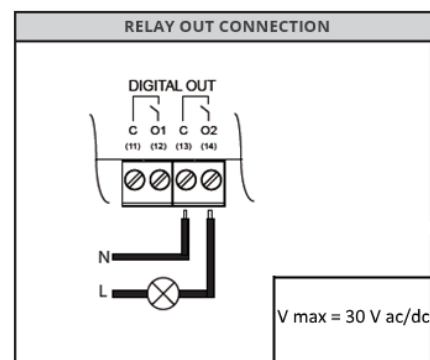 RELAY OUT CONNECTION
DIGITAL OUT
C O1 C O2
(11) (12) (13) (14)
N
L
V max = 30 V ac/dc